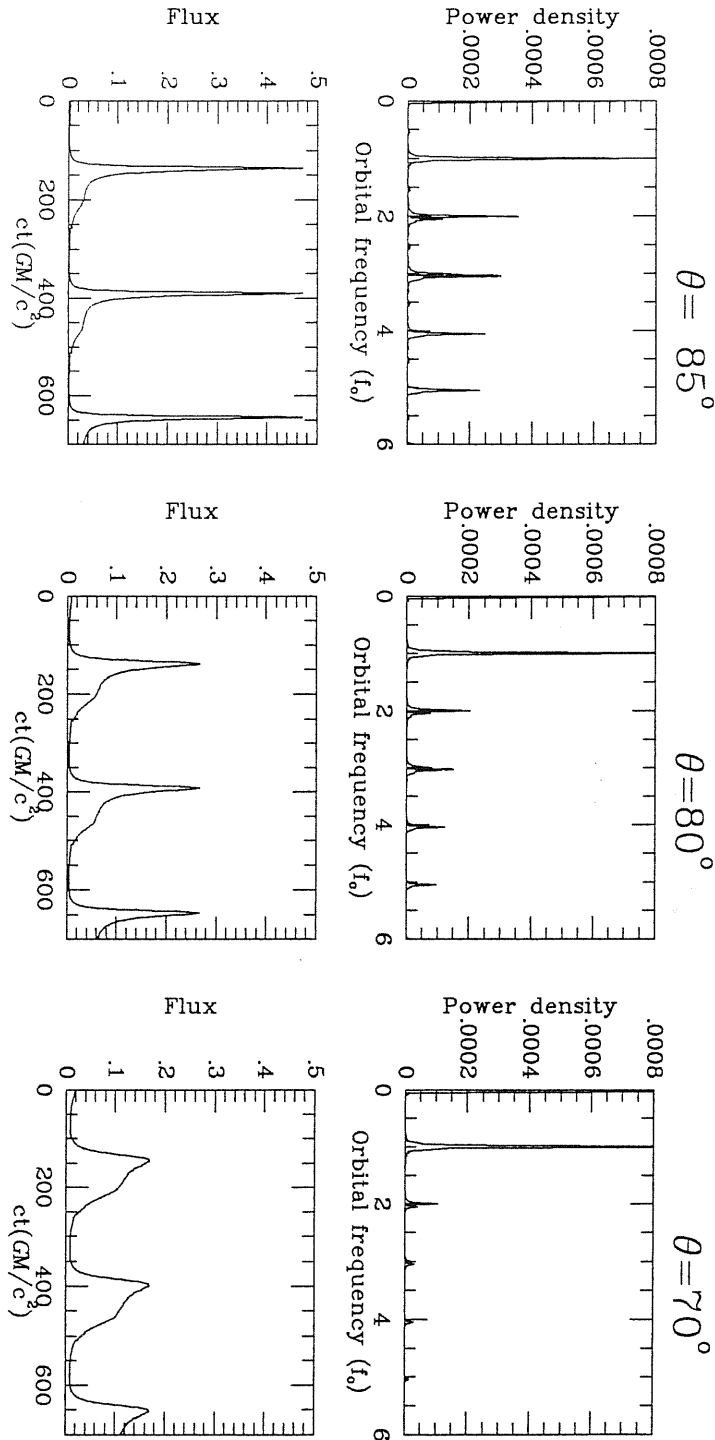 θ= 85°
Power density
.0008
.0006
.0004
.0002
0
0 2 4 6
Orbital frequency (f₀)
Flux
.5
.4
.3
.2
.1
0
0 200 400 600
ct(GM/c²)
θ=80°
Power density
.0008
.0006
.0004
.0002
0
0 2 4 6
Orbital frequency (f₀)
Flux
.5
.4
.3
.2
.1
0
0 200 400 600
ct(GM/c²)
θ=70°
Power density
.0008
.0006
.0004
.0002
0
0 2 4 6
Orbital frequency (f₀)
Flux
.5
.4
.3
.2
.1
0
0 200 400 600
ct(GM/c²)